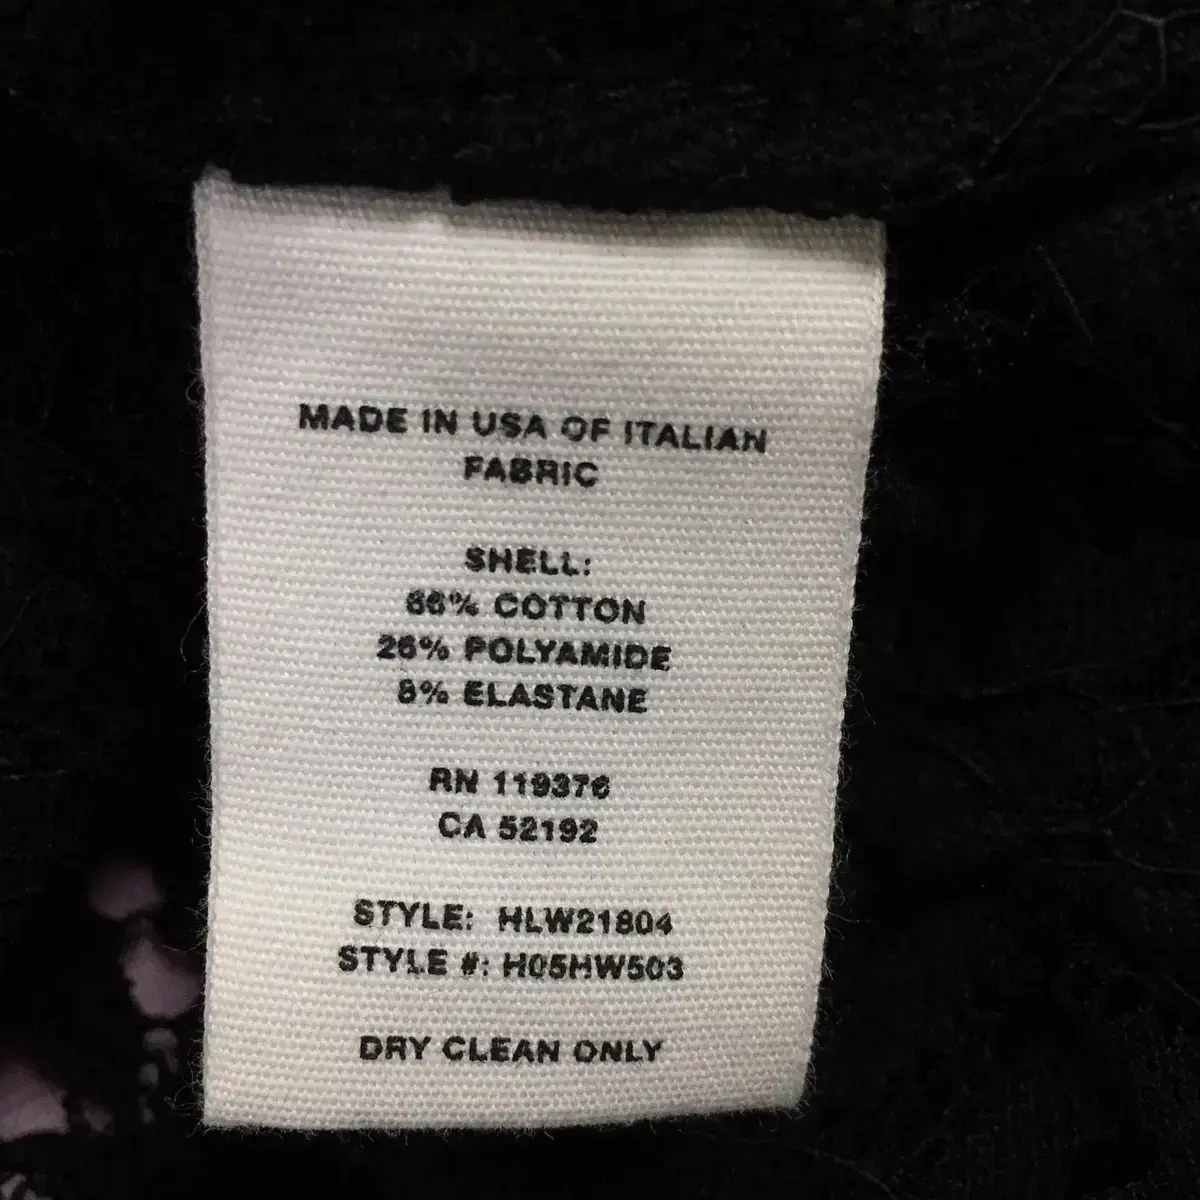 MADE IN USA OF ITALIAN
FABRIC
SHELL:
66% COTTON
26% POLYAMIDE
8% ELASTANE
RN 119376
CA 52192
STYLE: HLW21804
STYLE #: H05HW503
DRY CLEAN ONLY